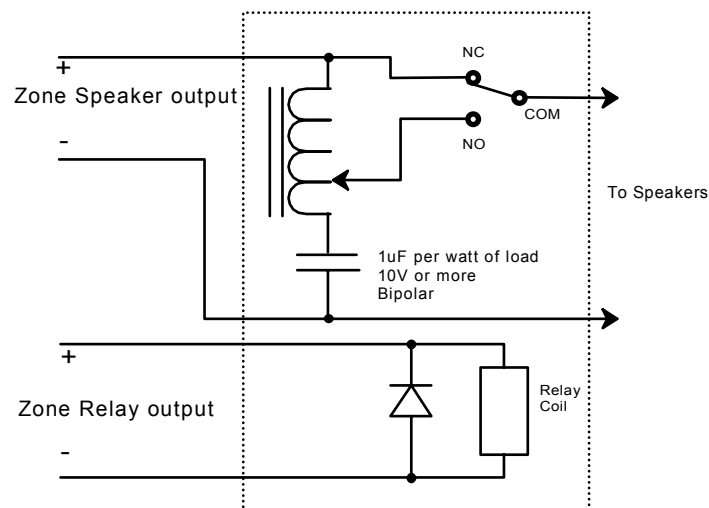 NC
+
Zone Speaker output
COM
-
NO
To Speakers
1uF per watt of load
10V or more
Bipolar
+
Relay
Coil
Zone Relay output
-